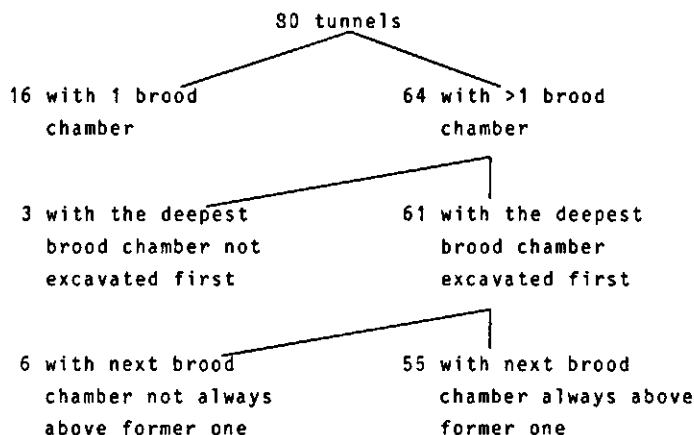 80 tunnels
16 with 1 brood
chamber
64 with >1 brood
chamber
3 with the deepest
brood chamber not
excavated first
61 with the deepest
brood chamber
excavated first
6 with next brood
chamber not always
above former one
55 with next brood
chamber always above
former one